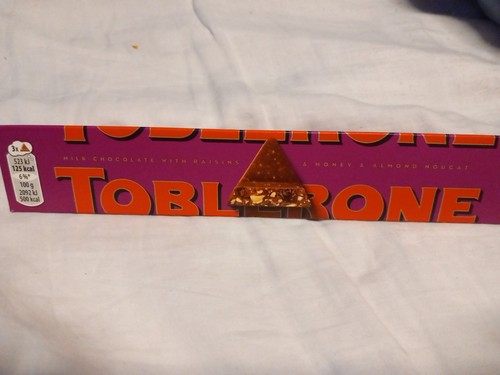 TOBLERONE
MILK CHOCOLATE WITH RAISINS & HONEY & ALMOND NOUGAT
3x
523 kJ
125 kcal
6%*
100 g
2092 kJ
500 kcal
TOBLERONE